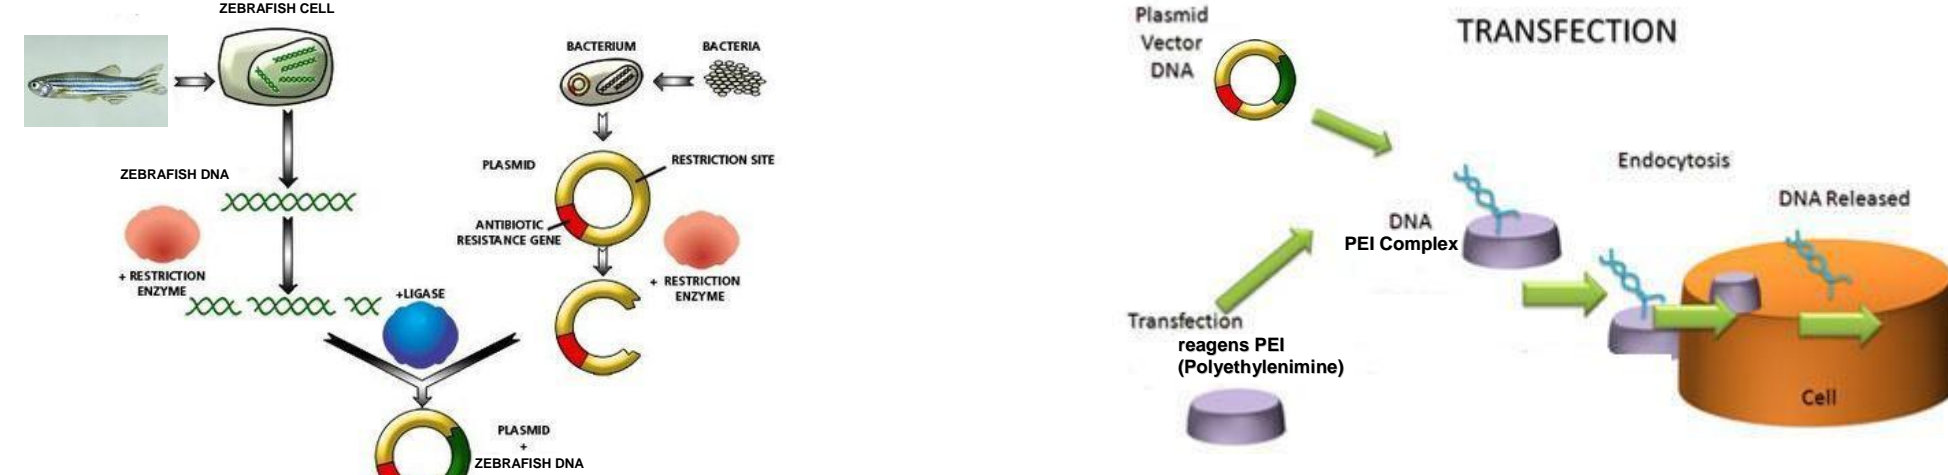 ZEBRAFISH CELL
BACTERIUM
BACTERIA
ZEBRAFISH DNA
PLASMID
RESTRICTION SITE
ANTIBIOTIC
RESISTANCE GENE
+ RESTRICTION
ENZYME
+ RESTRICTION
ENZYME
+LIGASE
PLASMID
+
ZEBRAFISH DNA
Plasmid
Vector
DNA
TRANSFECTION
Endocytosis
DNA Released
DNA
PEI Complex
Transfection
reagens PEI
(Polyethylenimine)
Cell